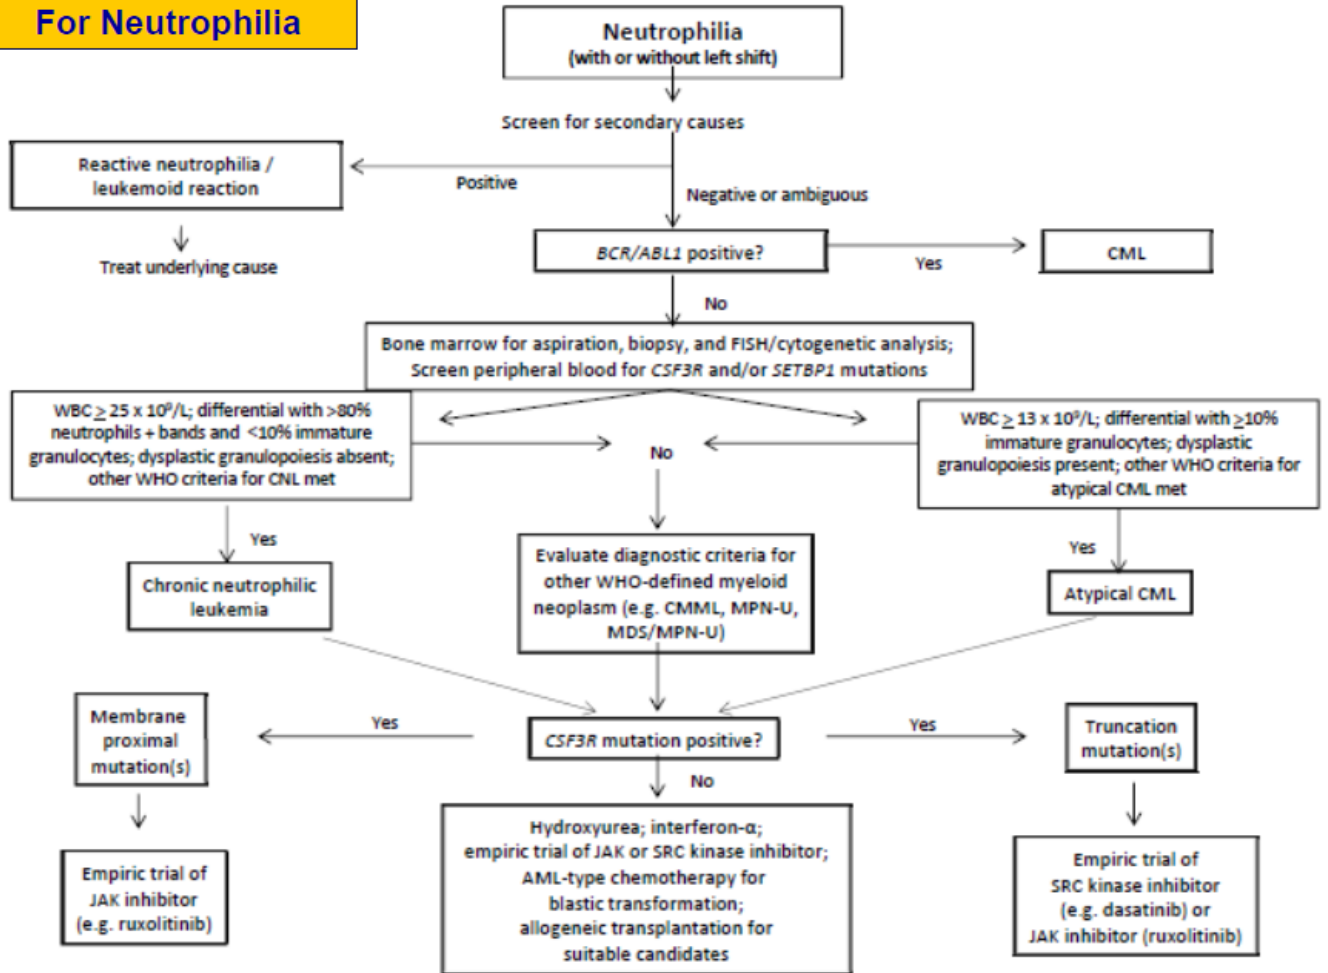 For Neutrophilia
Neutrophilia
(with or without left shift)
Screen for secondary causes
Reactive neutrophilia /
leukemoid reaction
Positive
Negative or ambiguous
Treat underlying cause
BCR/ABL1 positive?
Yes
CML
No
Bone marrow for aspiration, biopsy, and FISH/cytogenetic analysis;
Screen peripheral blood for CSF3R and/or SETBP1 mutations
WBC ≥ 25 x 10⁹/L; differential with >80%
neutrophils + bands and <10% immature
granulocytes; dysplastic granulopoiesis absent;
other WHO criteria for CNL met
No
WBC ≥ 13 x 10⁹/L; differential with ≥10%
immature granulocytes; dysplastic
granulopoiesis present; other WHO criteria for
atypical CML met
Yes
Chronic neutrophilic
leukemia
Evaluate diagnostic criteria for
other WHO-defined myeloid
neoplasm (e.g. CMML, MPN-U,
MDS/MPN-U)
Yes
Atypical CML
Membrane
proximal
mutation(s)
Yes
CSF3R mutation positive?
Yes
Truncation
mutation(s)
No
Empiric trial of
JAK inhibitor
(e.g. ruxolitinib)
Hydroxyurea; interferon-α;
empiric trial of JAK or SRC kinase inhibitor;
AML-type chemotherapy for
blastic transformation;
allogeneic transplantation for
suitable candidates
Empiric trial of
SRC kinase inhibitor
(e.g. dasatinib) or
JAK inhibitor (ruxolitinib)